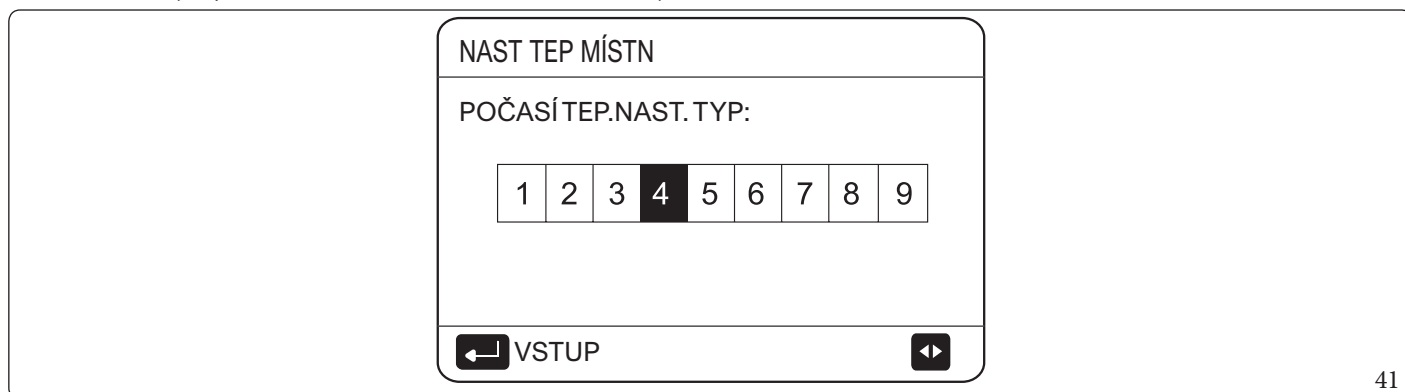 NAST TEP MÍSTN
POČASÍ TEP.NAST. TYP:
1 2 3 4 5 6 7 8 9
VSTUP
41